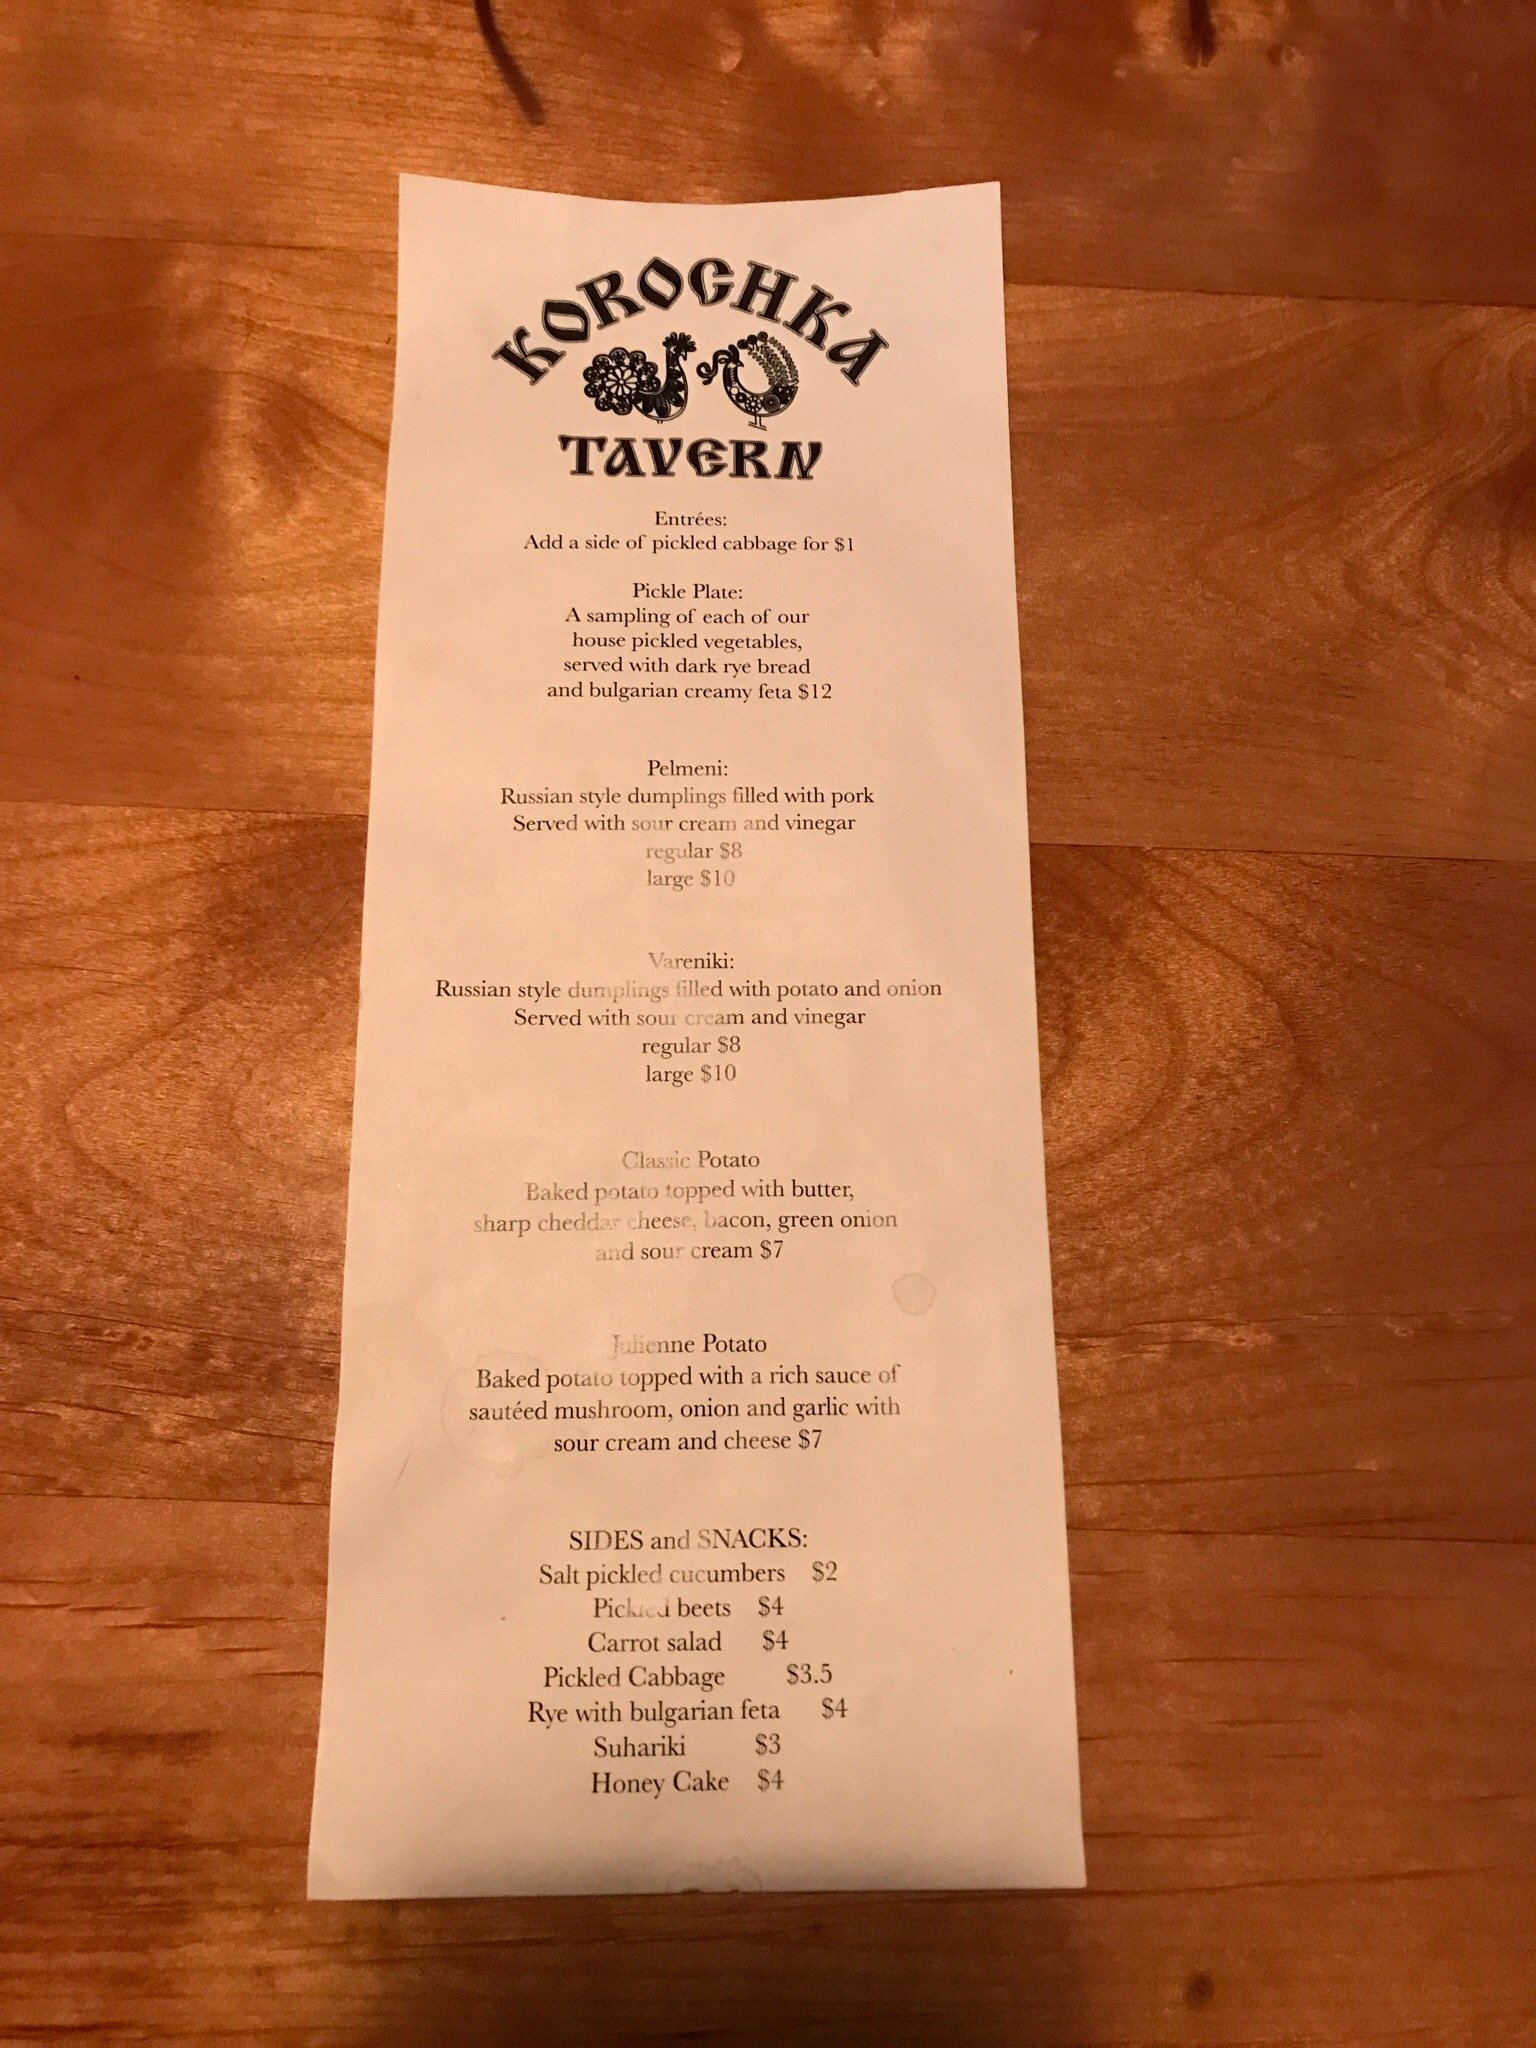 KOROCHKA
TAVERN
Entrées:
Add a side of pickled cabbage for $1
Pickle Plate:
A sampling of each of our
house pickled vegetables,
served with dark rye bread
and bulgarian creamy feta $12
Pelmeni:
Russian style dumplings filled with pork
Served with sour cream and vinegar
regular $8
large $10
Vareniki:
Russian style dumplings filled with potato and onion
Served with sour cream and vinegar
regular $8
large $10
Classic Potato
Baked potato topped with butter,
sharp cheddar cheese, bacon, green onion
and sour cream $7
Julienne Potato
Baked potato topped with a rich sauce of
sautéed mushroom, onion and garlic with
sour cream and cheese $7
SIDES and SNACKS:
Salt pickled cucumbers $2
Pickled beets $4
Carrot salad $4
Pickled Cabbage $3.5
Rye with bulgarian feta $4
Suhariki $3
Honey Cake $4